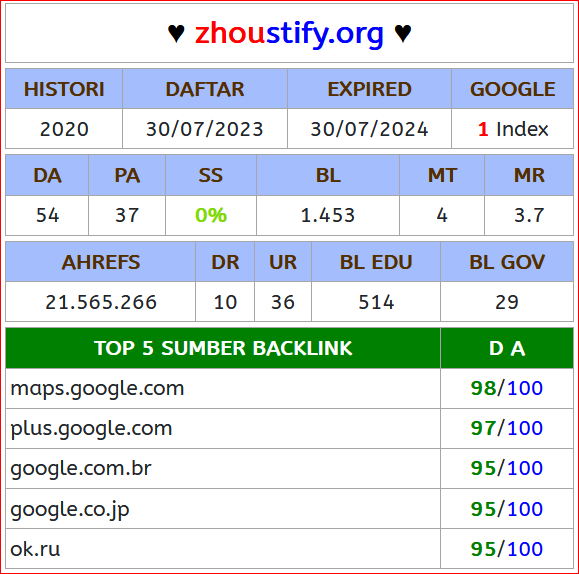 ♥ zhoustify.org ♥
HISTORI DAFTAR EXPIRED GOOGLE
2020 30/07/2023 30/07/2024 1 Index
DA PA SS BL MT MR
54 37 0% 1.453 4 3.7
AHREFS DR UR BL EDU BL GOV
21.565.266 10 36 514 29
TOP 5 SUMBER BACKLINK D A
maps.google.com 98/100
plus.google.com 97/100
google.com.br 95/100
google.co.jp 95/100
ok.ru 95/100